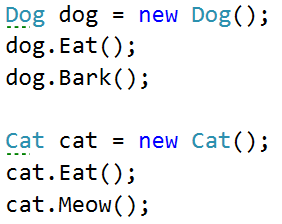 Dog dog = new Dog();
dog.Eat();
dog.Bark();
Cat cat = new Cat();
cat.Eat();
cat.Meow();